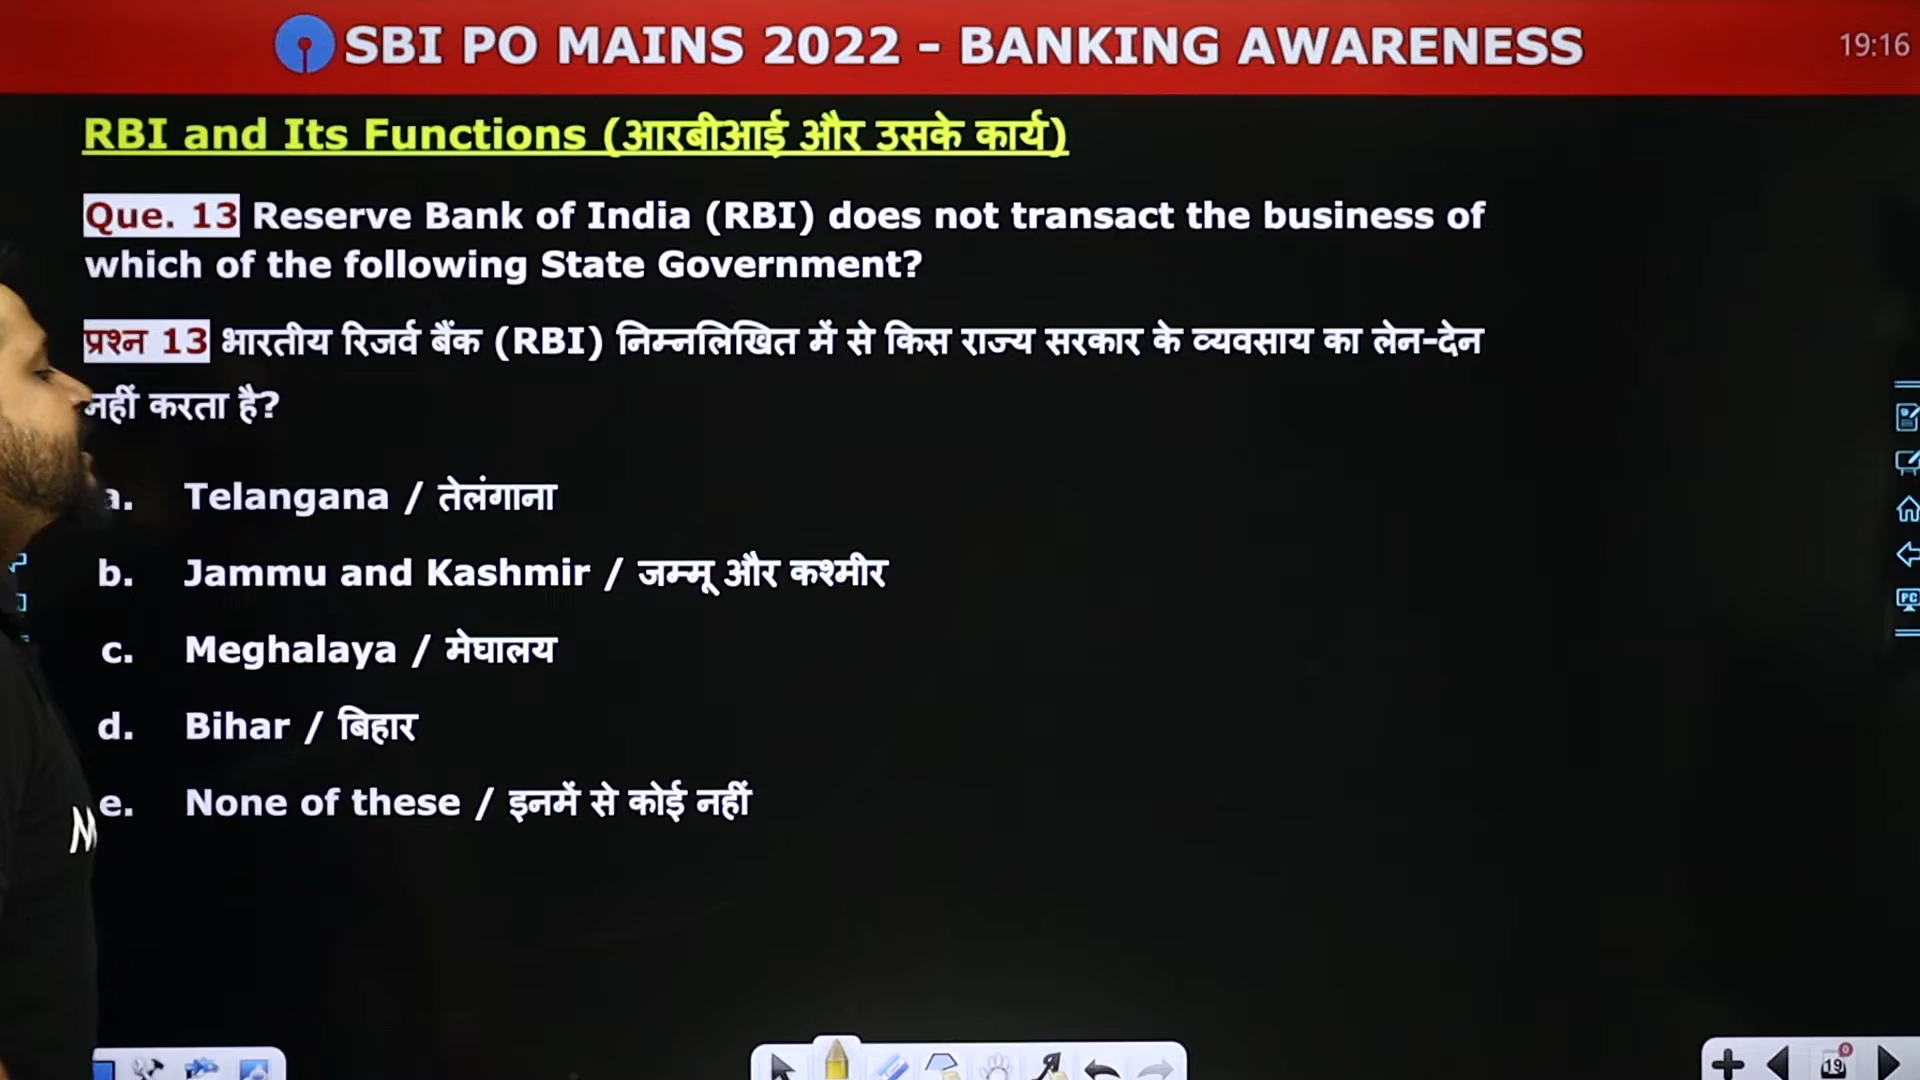 SBI PO MAINS 2022 - BANKING AWARENESS
19:16
RBI and Its Functions (आरबीआई और उसके कार्य)
Que. 13 Reserve Bank of India (RBI) does not transact the business of
which of the following State Government?
प्रश्न 13 भारतीय रिजर्व बैंक (RBI) निम्नलिखित में से किस राज्य सरकार के व्यवसाय का लेन-देन
नहीं करता है?
a. Telangana / तेलंगाना
b. Jammu and Kashmir / जम्मू और कश्मीर
c. Meghalaya / मेघालय
d. Bihar / बिहार
e. None of these / इनमें से कोई नहीं
PC
19
0